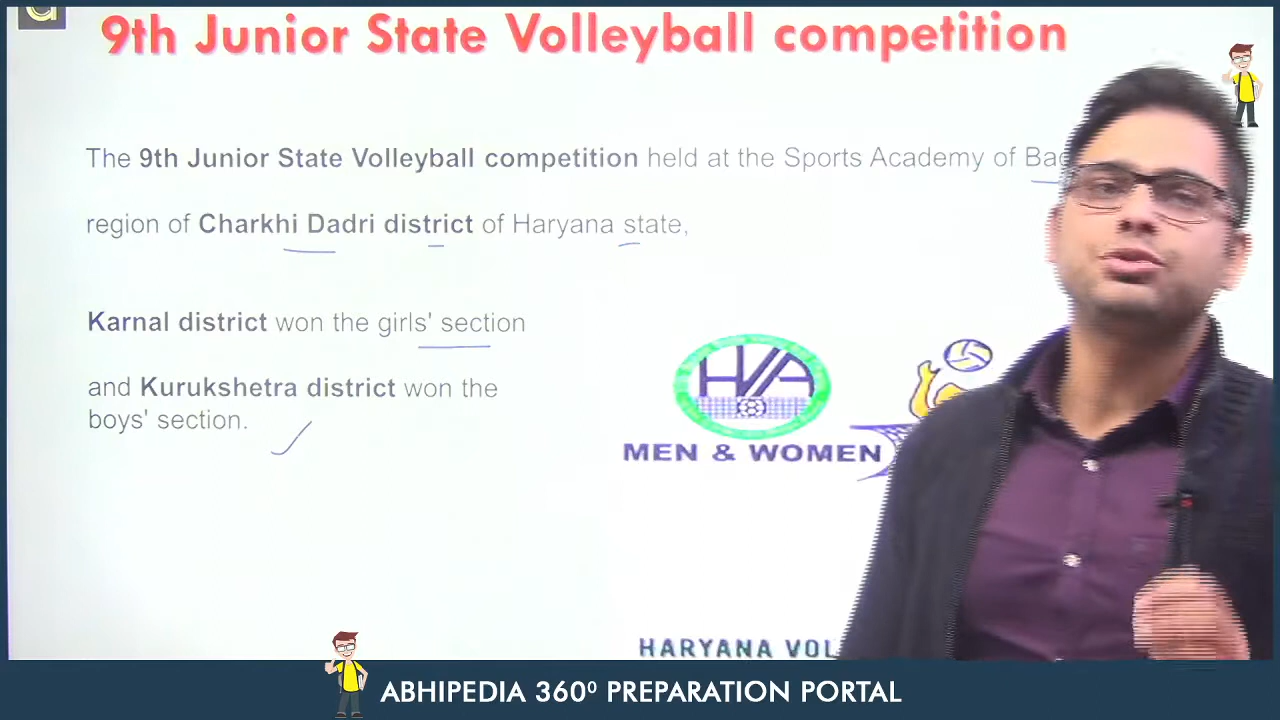 9th Junior State Volleyball competition
The 9th Junior State Volleyball competition held at the Sports Academy of
region of Charkhi Dadri district of Haryana state,
Karnal district won the girls' section
and Kurukshetra district won the
boys' section.
HVA
MEN & WOMEN
HARYANA
ABHIPEDIA 360⁰ PREPARATION PORTAL